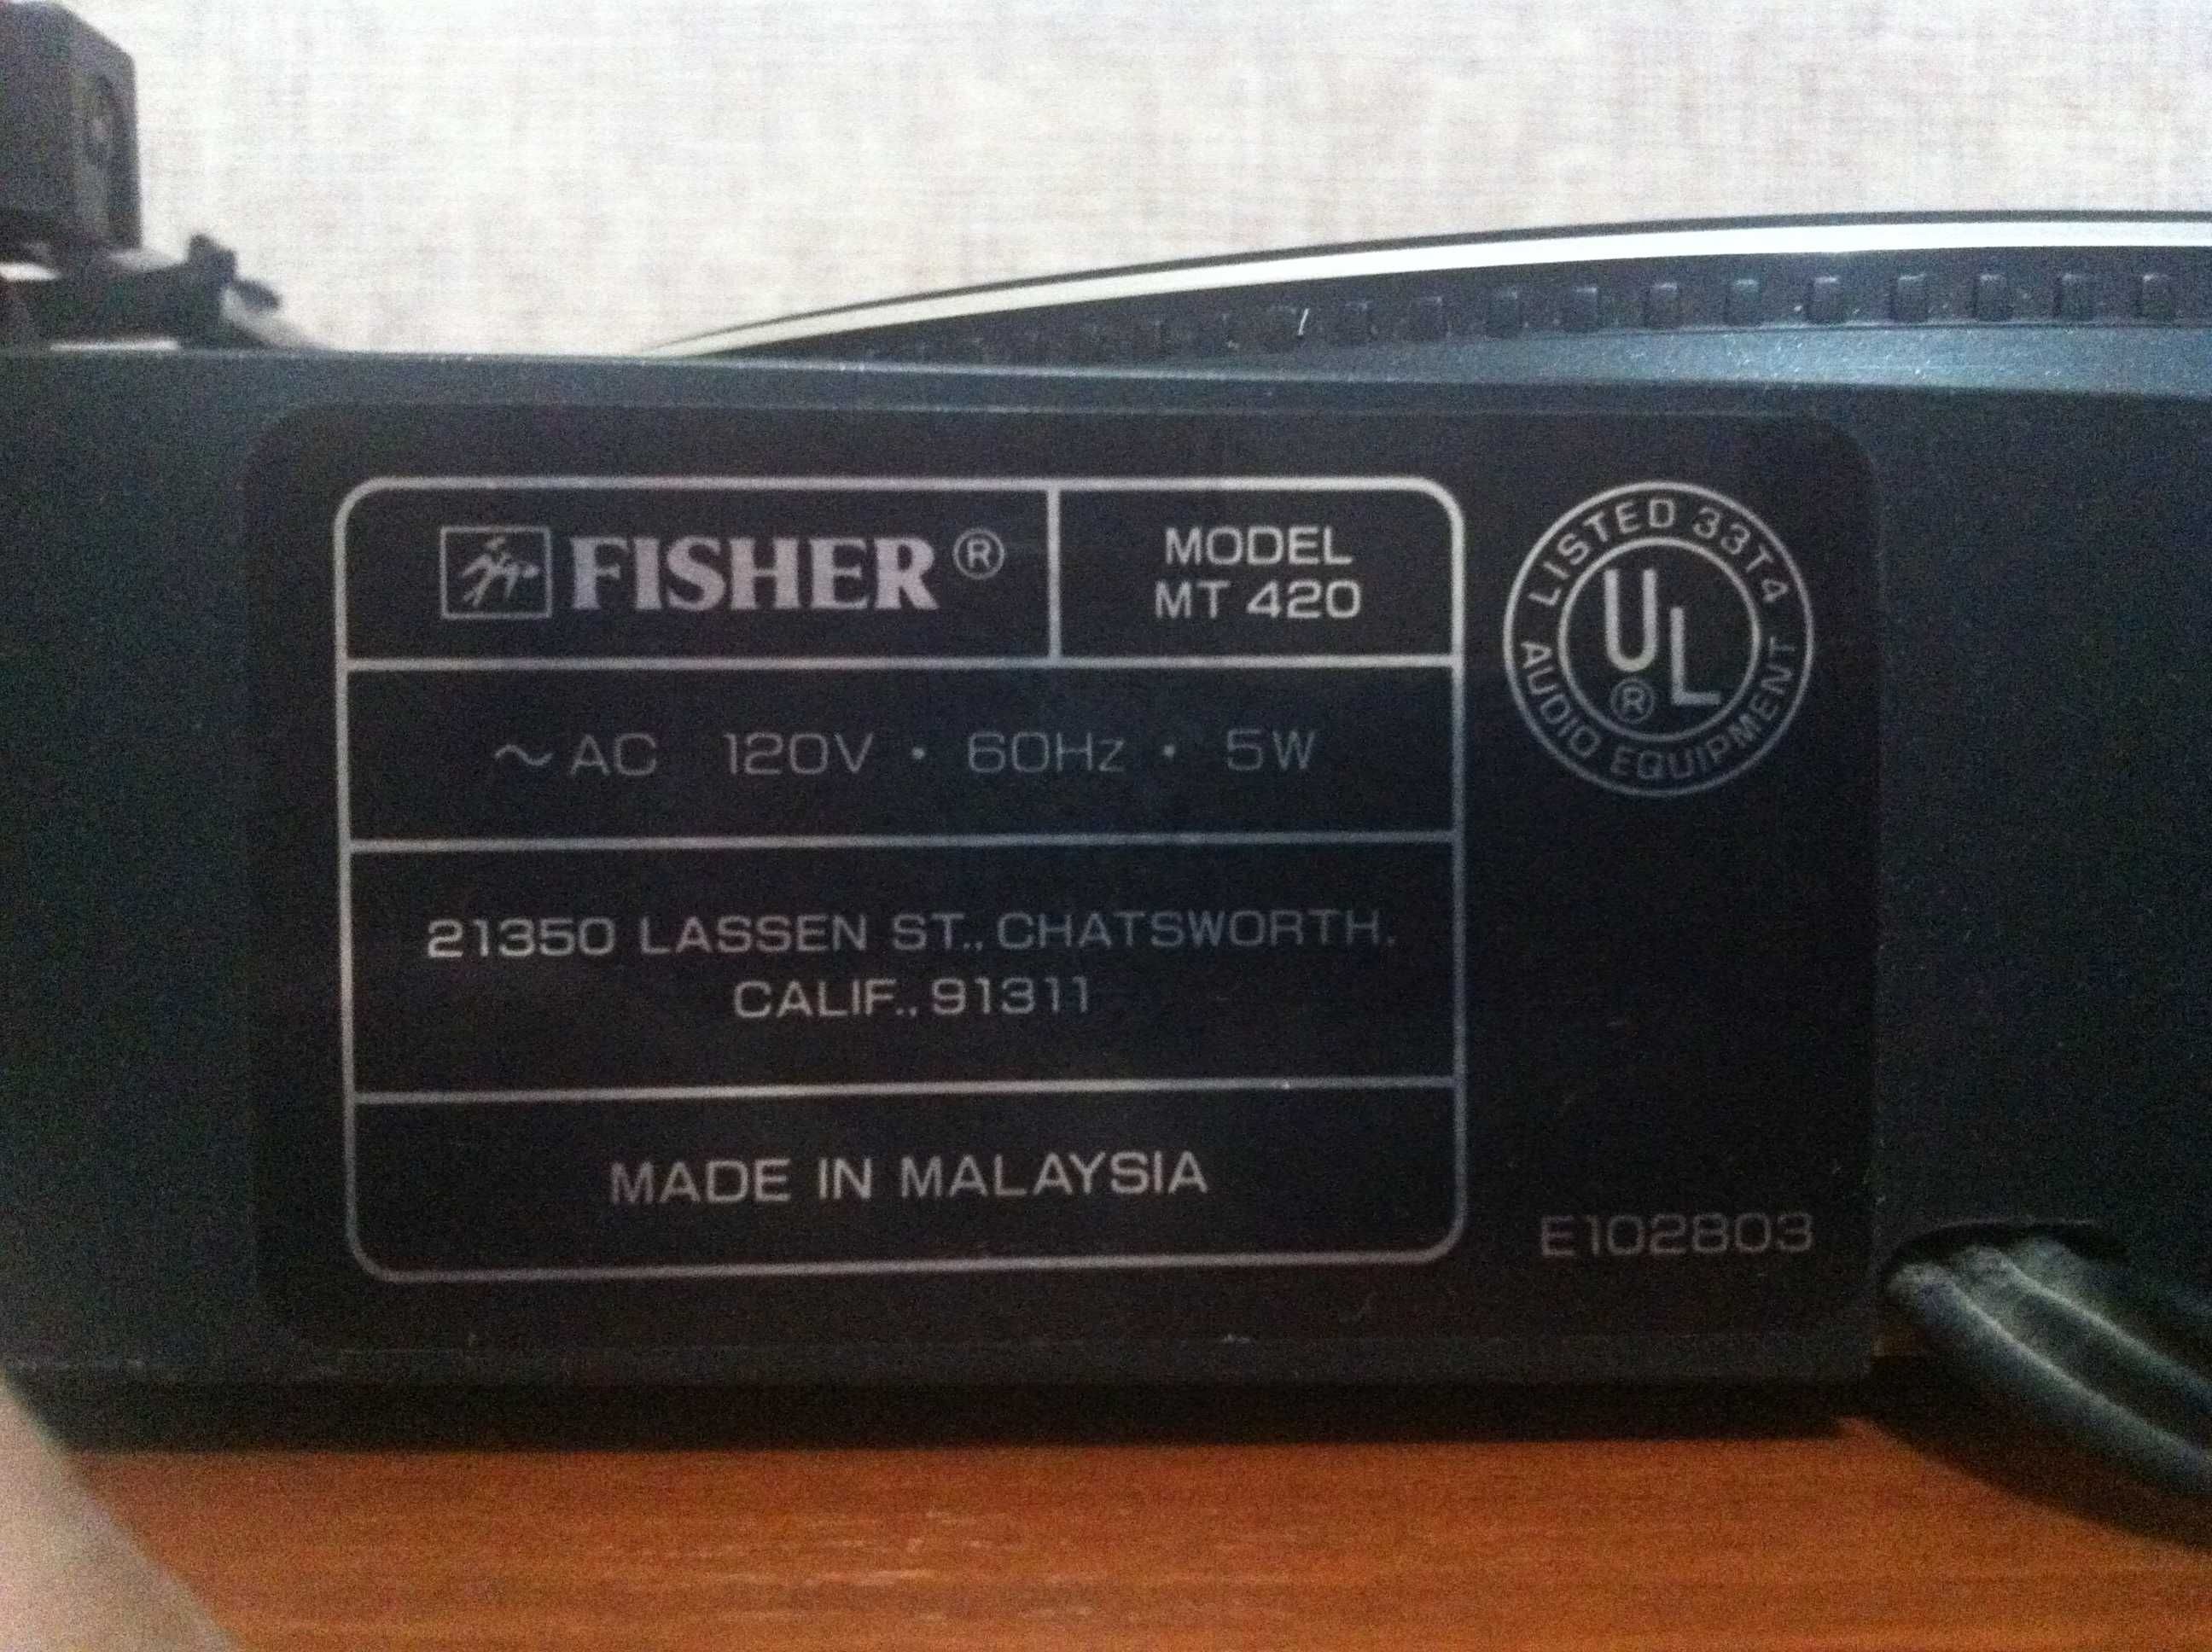 FISHER®
MODEL
MT 420
LISTED 33T4
UL®
AUDIO EQUIPMENT
~ AC 120V • 60Hz • 5W
21350 LASSEN ST., CHATSWORTH.
CALIF., 91311
MADE IN MALAYSIA
E102803